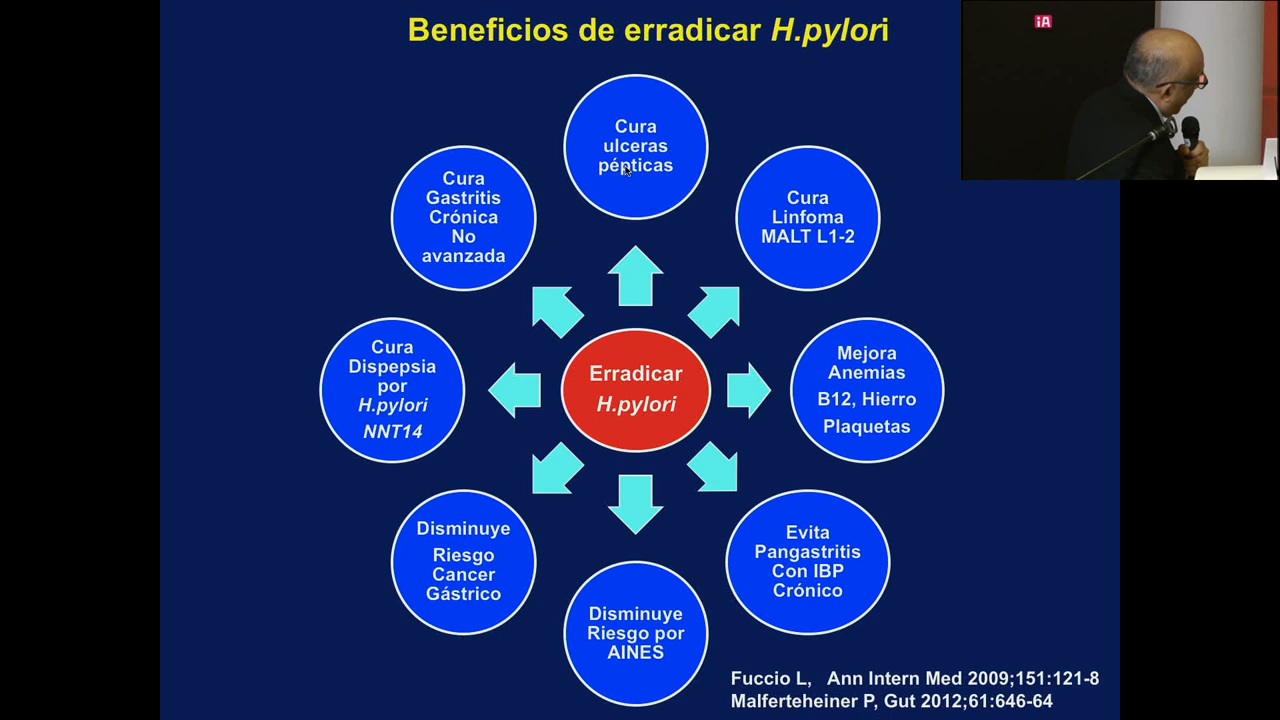 Beneficios de erradicar H.pylori
iA
Cura
ulceras
pépticas
Cura
Linfoma
MALT L1-2
Mejora
Anemias
B12, Hierro
Plaquetas
Evita
Pangastritis
Con IBP
Crónico
Disminuye
Riesgo por
AINES
Disminuye
Riesgo
Cancer
Gástrico
Cura
Dispepsia
por
H.pylori
NNT14
Cura
Gastritis
Crónica
No
avanzada
Erradicar
H.pylori
Fuccio L, Ann Intern Med 2009;151:121-8
Malferteheiner P, Gut 2012;61:646-64